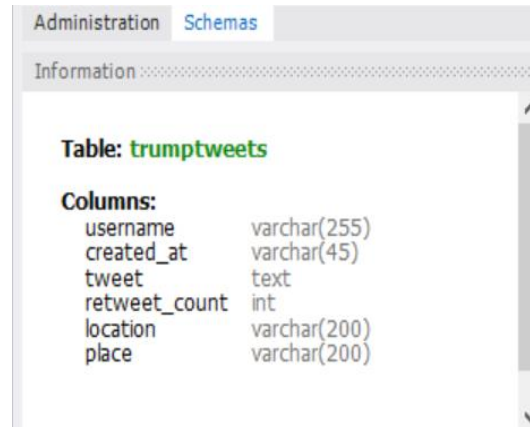 Administration Schemas
Information
Table: trumptweets
Columns:
username varchar(255)
created_at varchar(45)
tweet text
retweet_count int
location varchar(200)
place varchar(200)